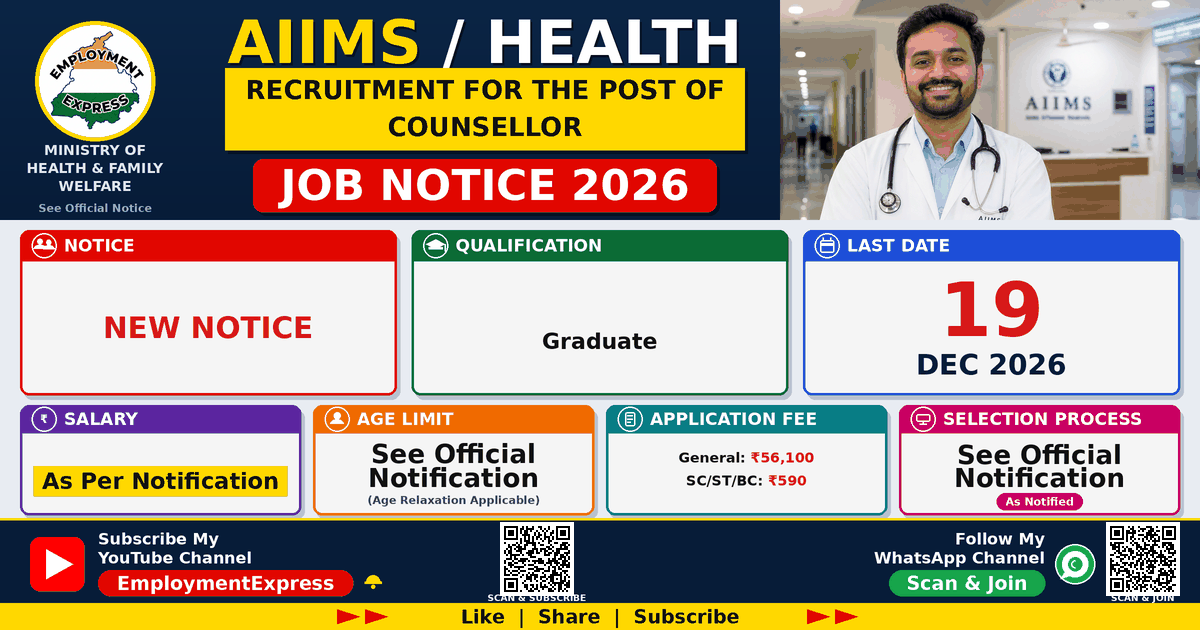 EMPLOYMENT
EXPRESS
MINISTRY OF
HEALTH & FAMILY
WELFARE
See Official Notice
AIIMS / HEALTH
RECRUITMENT FOR THE POST OF
COUNSELLOR
JOB NOTICE 2026
AIIMS
NOTICE
NEW NOTICE
QUALIFICATION
Graduate
LAST DATE
19
DEC 2026
₹ SALARY
As Per Notification
AGE LIMIT
See Official
Notification
(Age Relaxation Applicable)
APPLICATION FEE
General: ₹56,100
SC/ST/BC: ₹590
SELECTION PROCESS
See Official
Notification
As Notified
Subscribe My
YouTube Channel
EmploymentExpress
SCAN & SUBSCRIBE
Follow My
WhatsApp Channel
Scan & Join
SCAN & JOIN
Like | Share | Subscribe